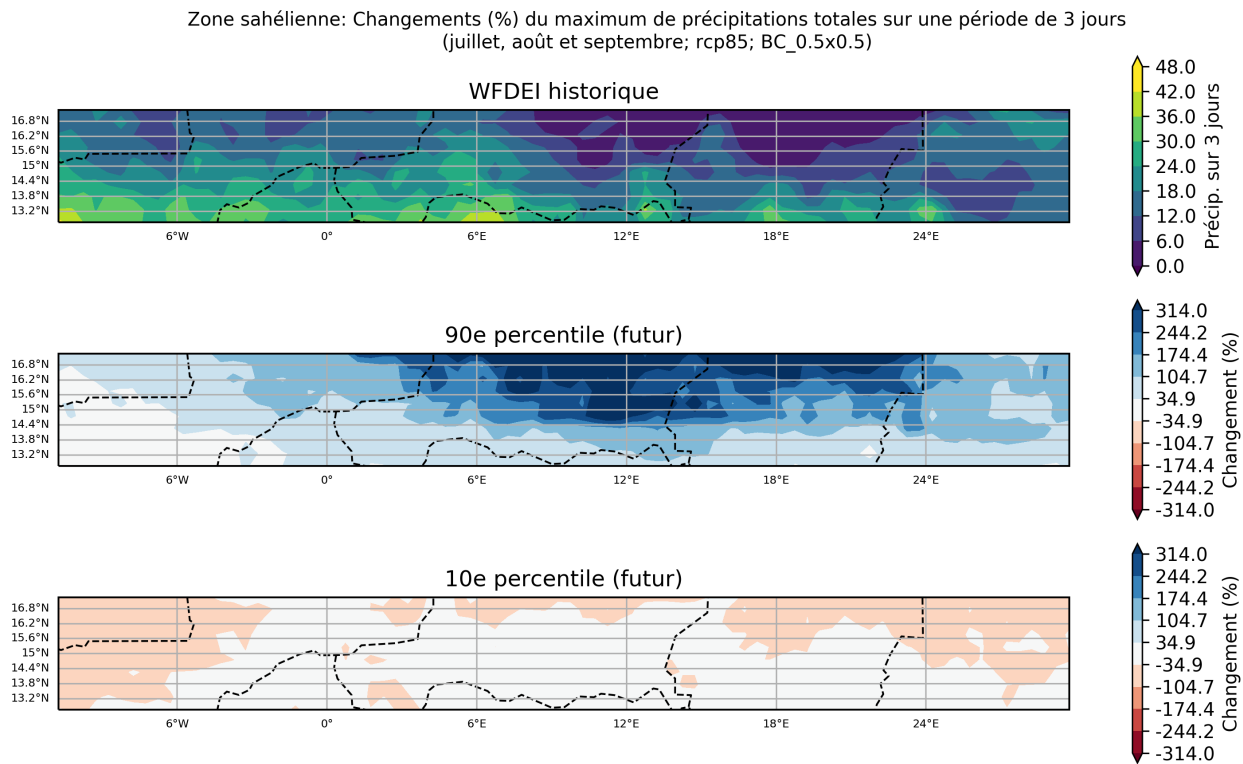 Zone sahélienne: Changements (%) du maximum de précipitations totales sur une période de 3 jours
(juillet, août et septembre; rcp85; BC_0.5x0.5)
WFDEI historique
16.8°N
16.2°N
15.6°N
15°N
14.4°N
13.8°N
13.2°N
6°W
0°
6°E
12°E
18°E
24°E
48.0
42.0
36.0
30.0
24.0
18.0
12.0
6.0
0.0
Précip. sur 3 jours
90e percentile (futur)
16.8°N
16.2°N
15.6°N
15°N
14.4°N
13.8°N
13.2°N
6°W
0°
6°E
12°E
18°E
24°E
314.0
244.2
174.4
104.7
34.9
-34.9
-104.7
-174.4
-244.2
-314.0
Changement (%)
10e percentile (futur)
16.8°N
16.2°N
15.6°N
15°N
14.4°N
13.8°N
13.2°N
6°W
0°
6°E
12°E
18°E
24°E
314.0
244.2
174.4
104.7
34.9
-34.9
-104.7
-174.4
-244.2
-314.0
Changement (%)